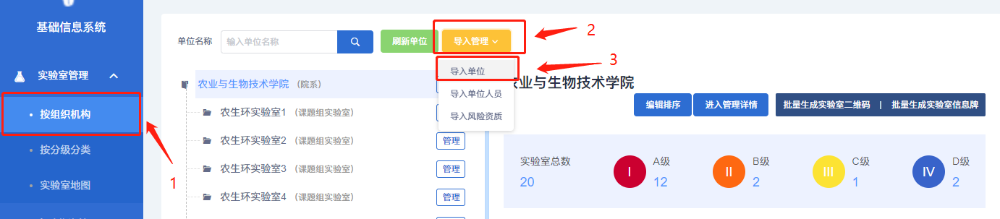 基础信息系统
实验室管理
按组织机构
按分级分类
实验室地图
1
单位名称 输入单位名称 刷新单位 导入管理
2
导入单位
导入单位人员
导入风险资质
3
农业与生物技术学院 (院系)
农生环实验室1 (课题组实验室)
农生环实验室2 (课题组实验室) 管理
农生环实验室3 (课题组实验室) 管理
农生环实验室4 (课题组实验室) 管理
农业与生物技术学院
编辑排序 进入管理详情 批量生成实验室二维码 | 批量生成实验室信息牌
实验室总数
20
I A级
12
II B级
2
III C级
1
IV D级
2